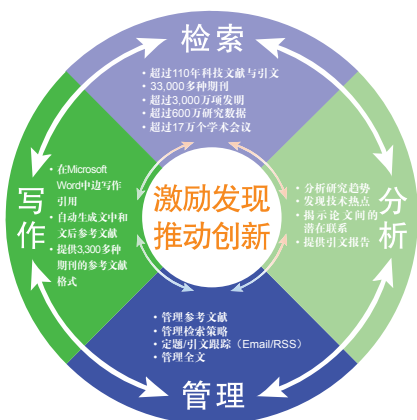 检索
・超过110年科技文献与引文
・33,000多种期刊
・超过3,000万项发明
・超过600万研究数据
・超过17万个学术会议
写作
・在Microsoft
Word中边写作
引用
・自动生成文中和
文后参考文献
・提供3,300多种
期刊的参考文献
格式
激励发现
推动创新
分析
・分析研究趋势
・发现技术热点
・揭示论文间的
潜在联系
・提供引文报告
・管理参考文献
・管理检索策略
・定题/引文跟踪（Email/RSS）
・管理全文
管理